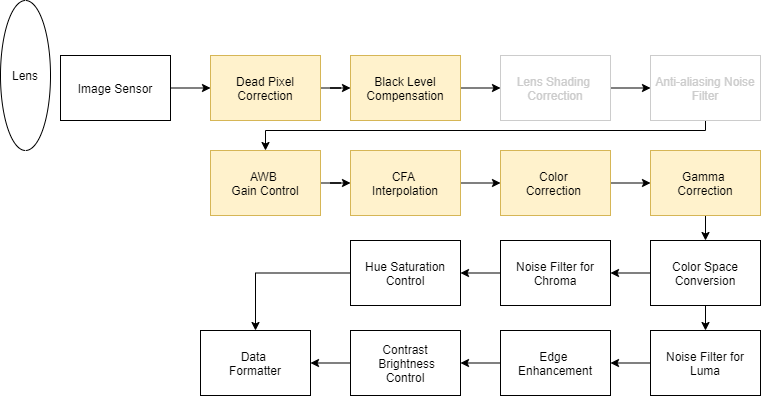 Lens
Image Sensor
Dead Pixel
Correction
Black Level
Compensation
Lens Shading
Correction
Anti-aliasing Noise
Filter
AWB
Gain Control
CFA
Interpolation
Color
Correction
Gamma
Correction
Hue Saturation
Control
Noise Filter for
Chroma
Color Space
Conversion
Data
Formatter
Contrast
Brightness
Control
Edge
Enhancement
Noise Filter for
Luma